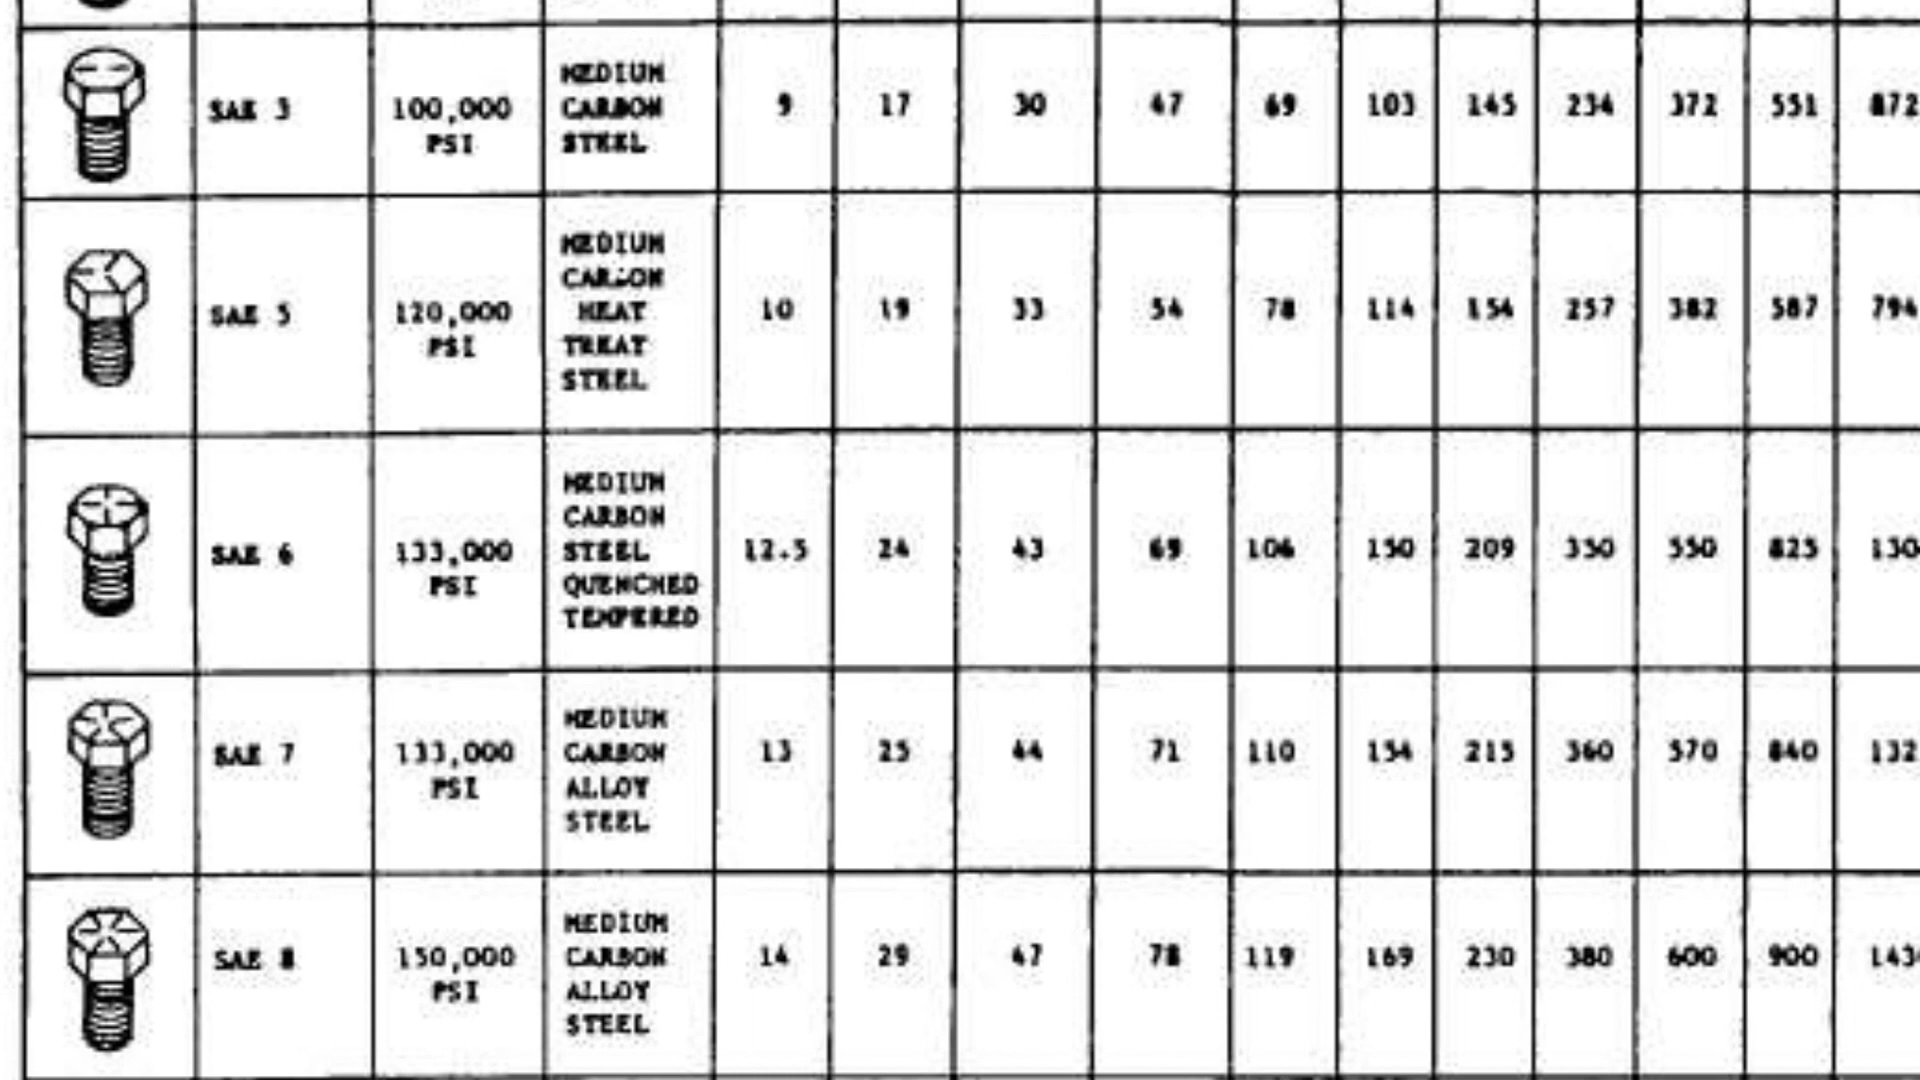 MEDIUM
CARBON
STEEL
SAE 3
100,000
PSI
9 17 30 47 69 103 145 234 372 551 872
MEDIUM
CARBON
HEAT
TREAT
STEEL
SAE 5
120,000
PSI
10 19 33 54 78 114 154 257 382 587 794
MEDIUM
CARBON
STEEL
QUENCHED
TEMPERED
SAE 6
133,000
PSI
12.5 24 43 69 106 150 209 350 550 825
MEDIUM
CARBON
ALLOY
STEEL
SAE 7
133,000
PSI
13 25 44 71 110 154 215 360 570 840 132
MEDIUM
CARBON
ALLOY
STEEL
SAE 8
150,000
PSI
14 29 47 78 119 169 230 380 600 900